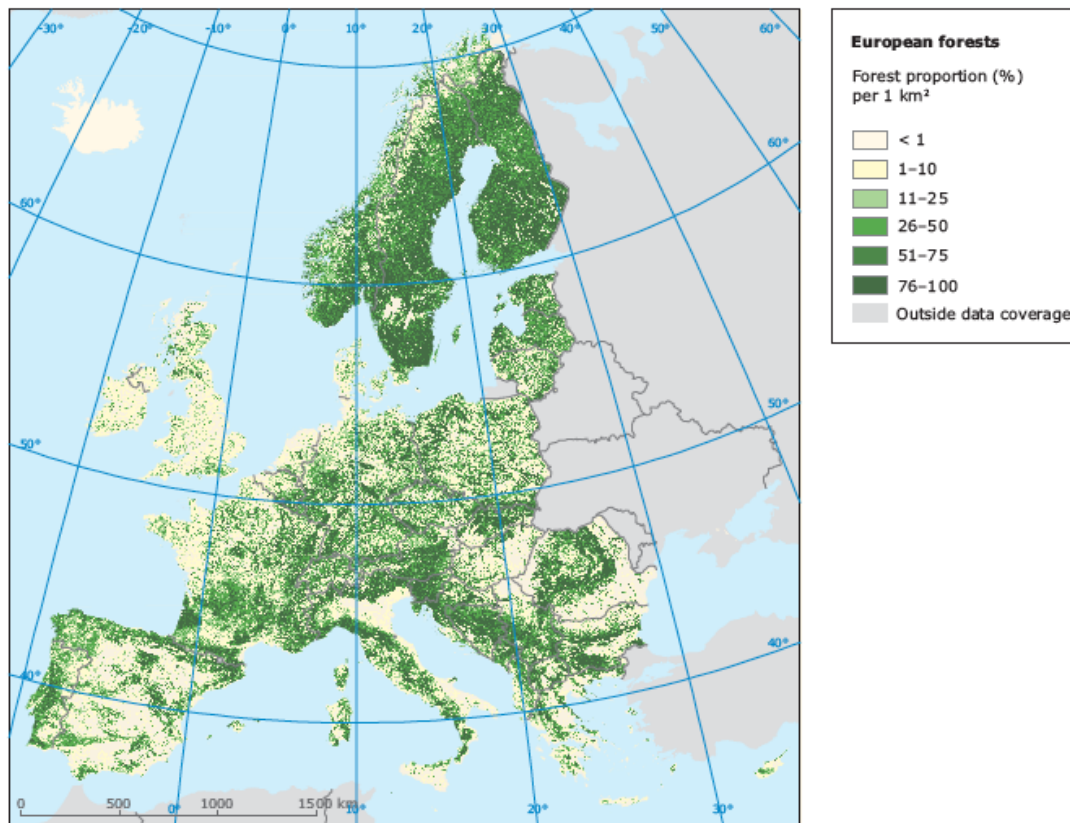 -30° -20° -10° 0° 10° 20° 30° 40° 50° 60°
60°
60°
50°
50°
40°
40°
0 500 1000 1500 km
0° 10° 20° 30°
European forests
Forest proportion (%)
per 1 km²
< 1
1–10
11–25
26–50
51–75
76–100
Outside data coverage